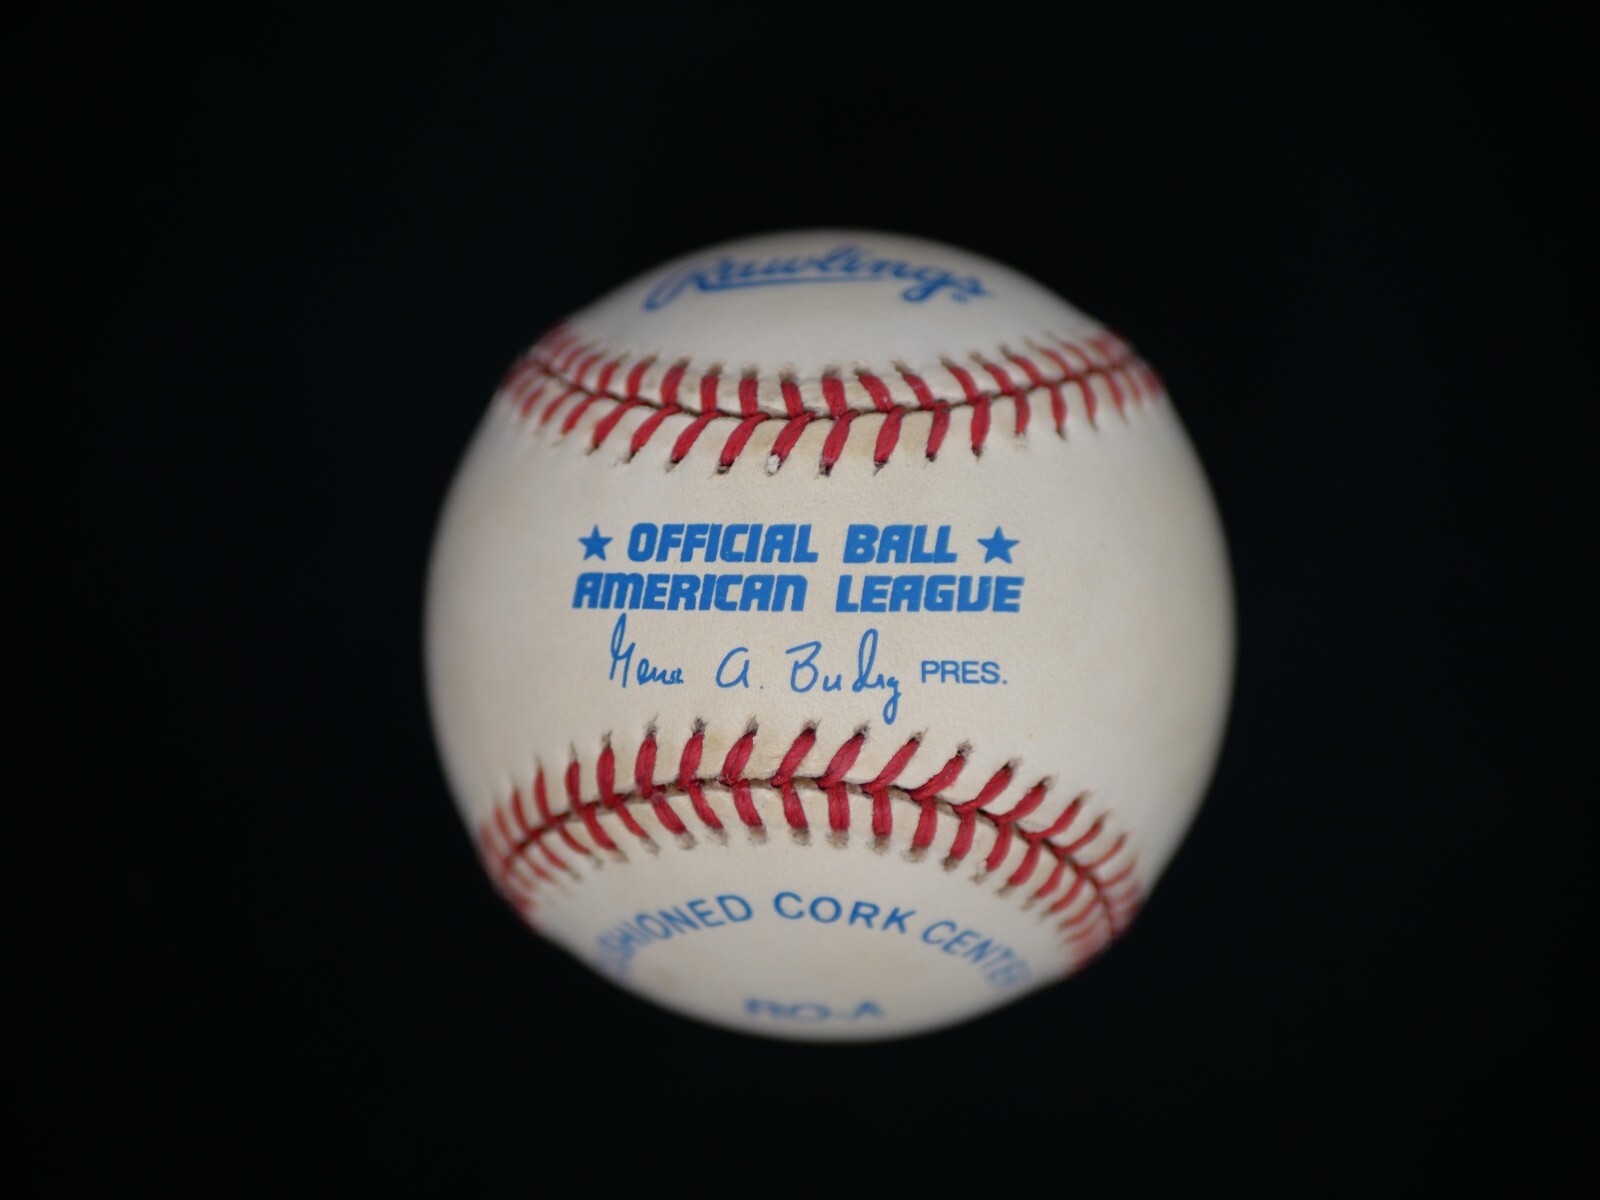 Rawlings
★ OFFICIAL BALL ★
AMERICAN LEAGUE
Gene A. Budig PRES.
CUSHIONED CORK CENTER
RO-A